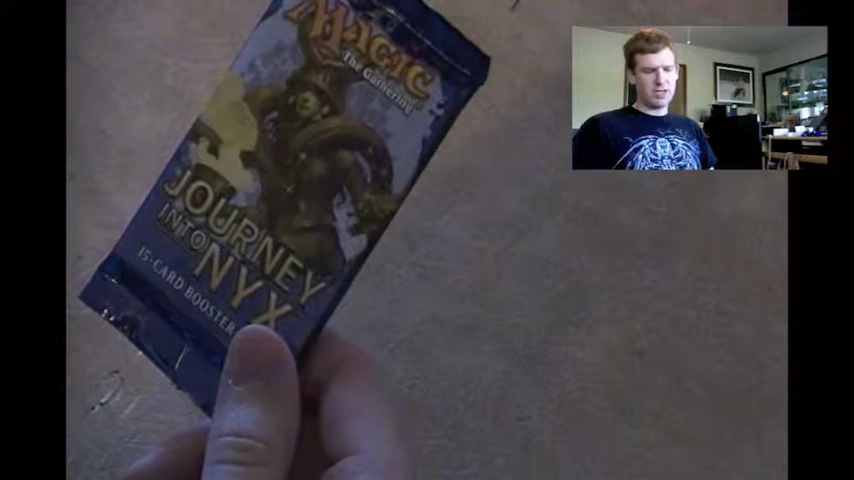 MAGIC
The Gathering
JOURNEY
INTO
NYX
15-CARD BOOSTER